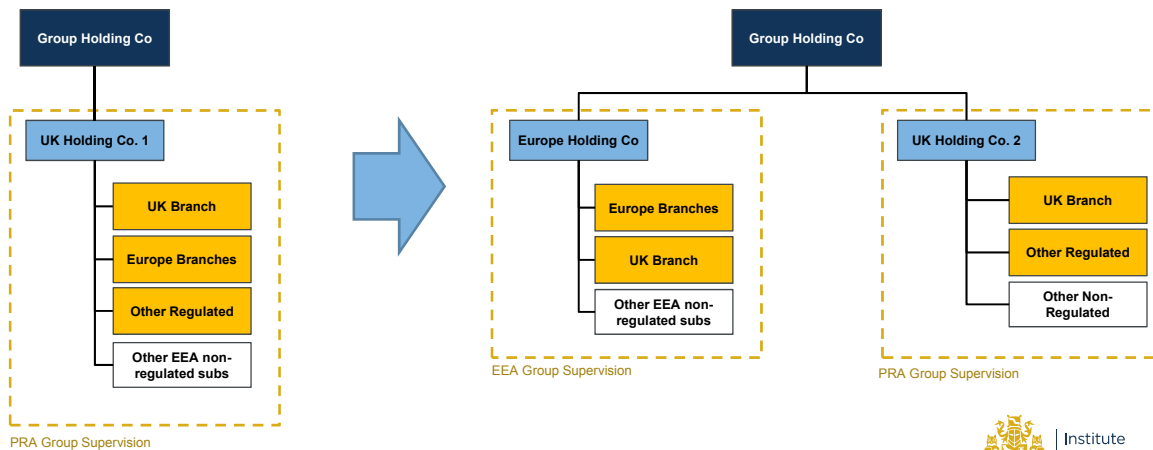 Group Holding Co
UK Holding Co. 1
UK Branch
Europe Branches
Other Regulated
Other EEA non-
regulated subs
PRA Group Supervision
Group Holding Co
Europe Holding Co
Europe Branches
UK Branch
Other EEA non-
regulated subs
EEA Group Supervision
UK Holding Co. 2
UK Branch
Other Regulated
Other Non-
Regulated
PRA Group Supervision
Institute